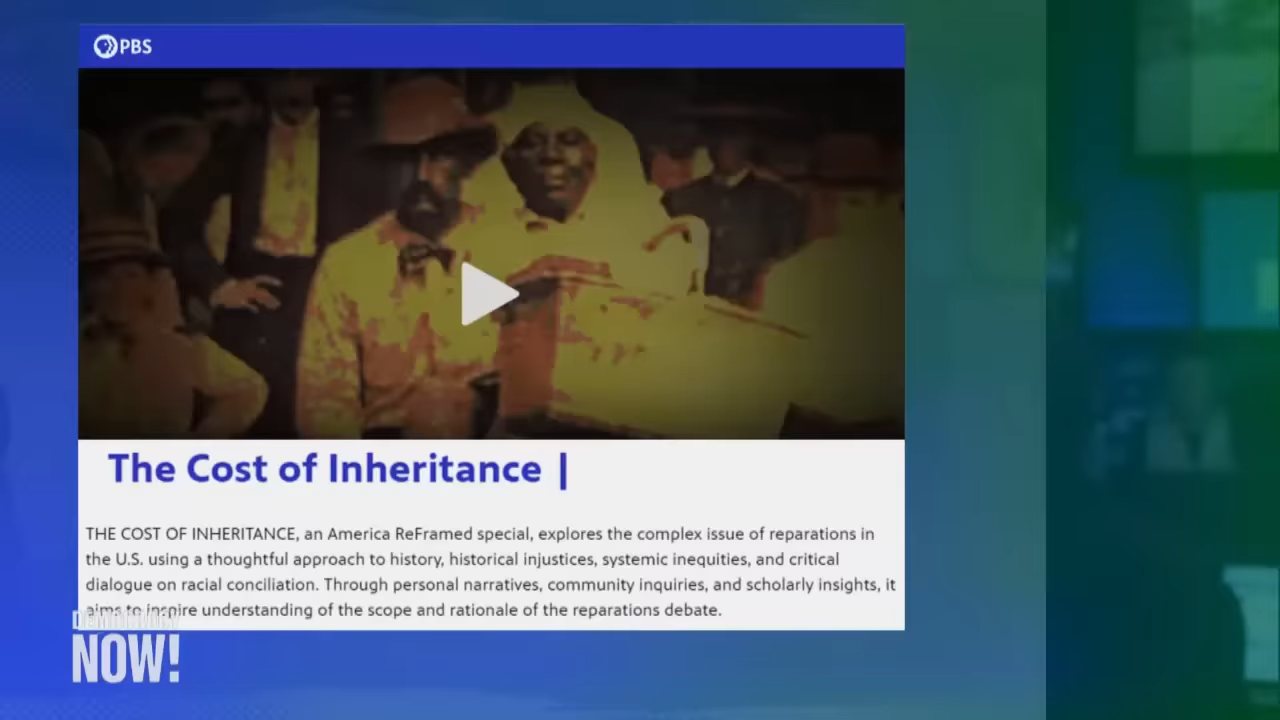 PBS
The Cost of Inheritance |
THE COST OF INHERITANCE, an America ReFramed special, explores the complex issue of reparations in
the U.S. using a thoughtful approach to history, historical injustices, systemic inequities, and critical
dialogue on racial conciliation. Through personal narratives, community inquiries, and scholarly insights, it
aims to inspire understanding of the scope and rationale of the reparations debate.
DEMOCRACY
NOW!